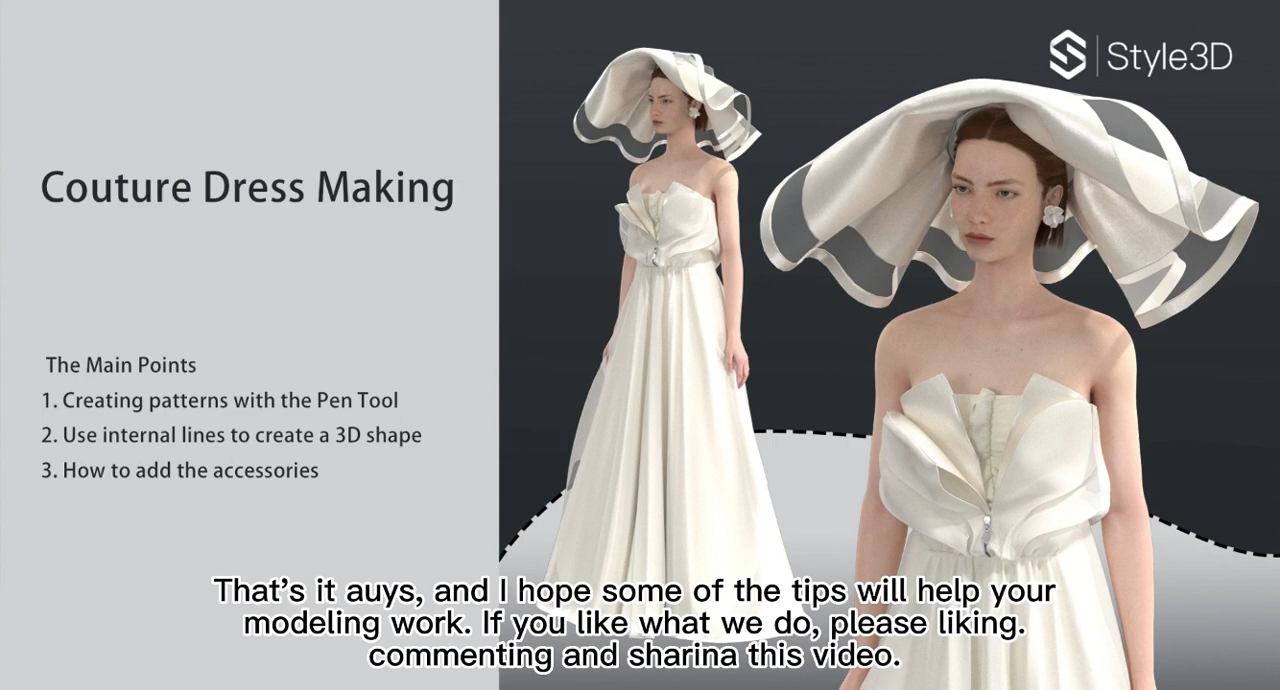 Style3D
Couture Dress Making
The Main Points
1. Creating patterns with the Pen Tool
2. Use internal lines to create a 3D shape
3. How to add the accessories
That's it auys, and I hope some of the tips will help your
modeling work. If you like what we do, please liking.
commenting and sharina this video.